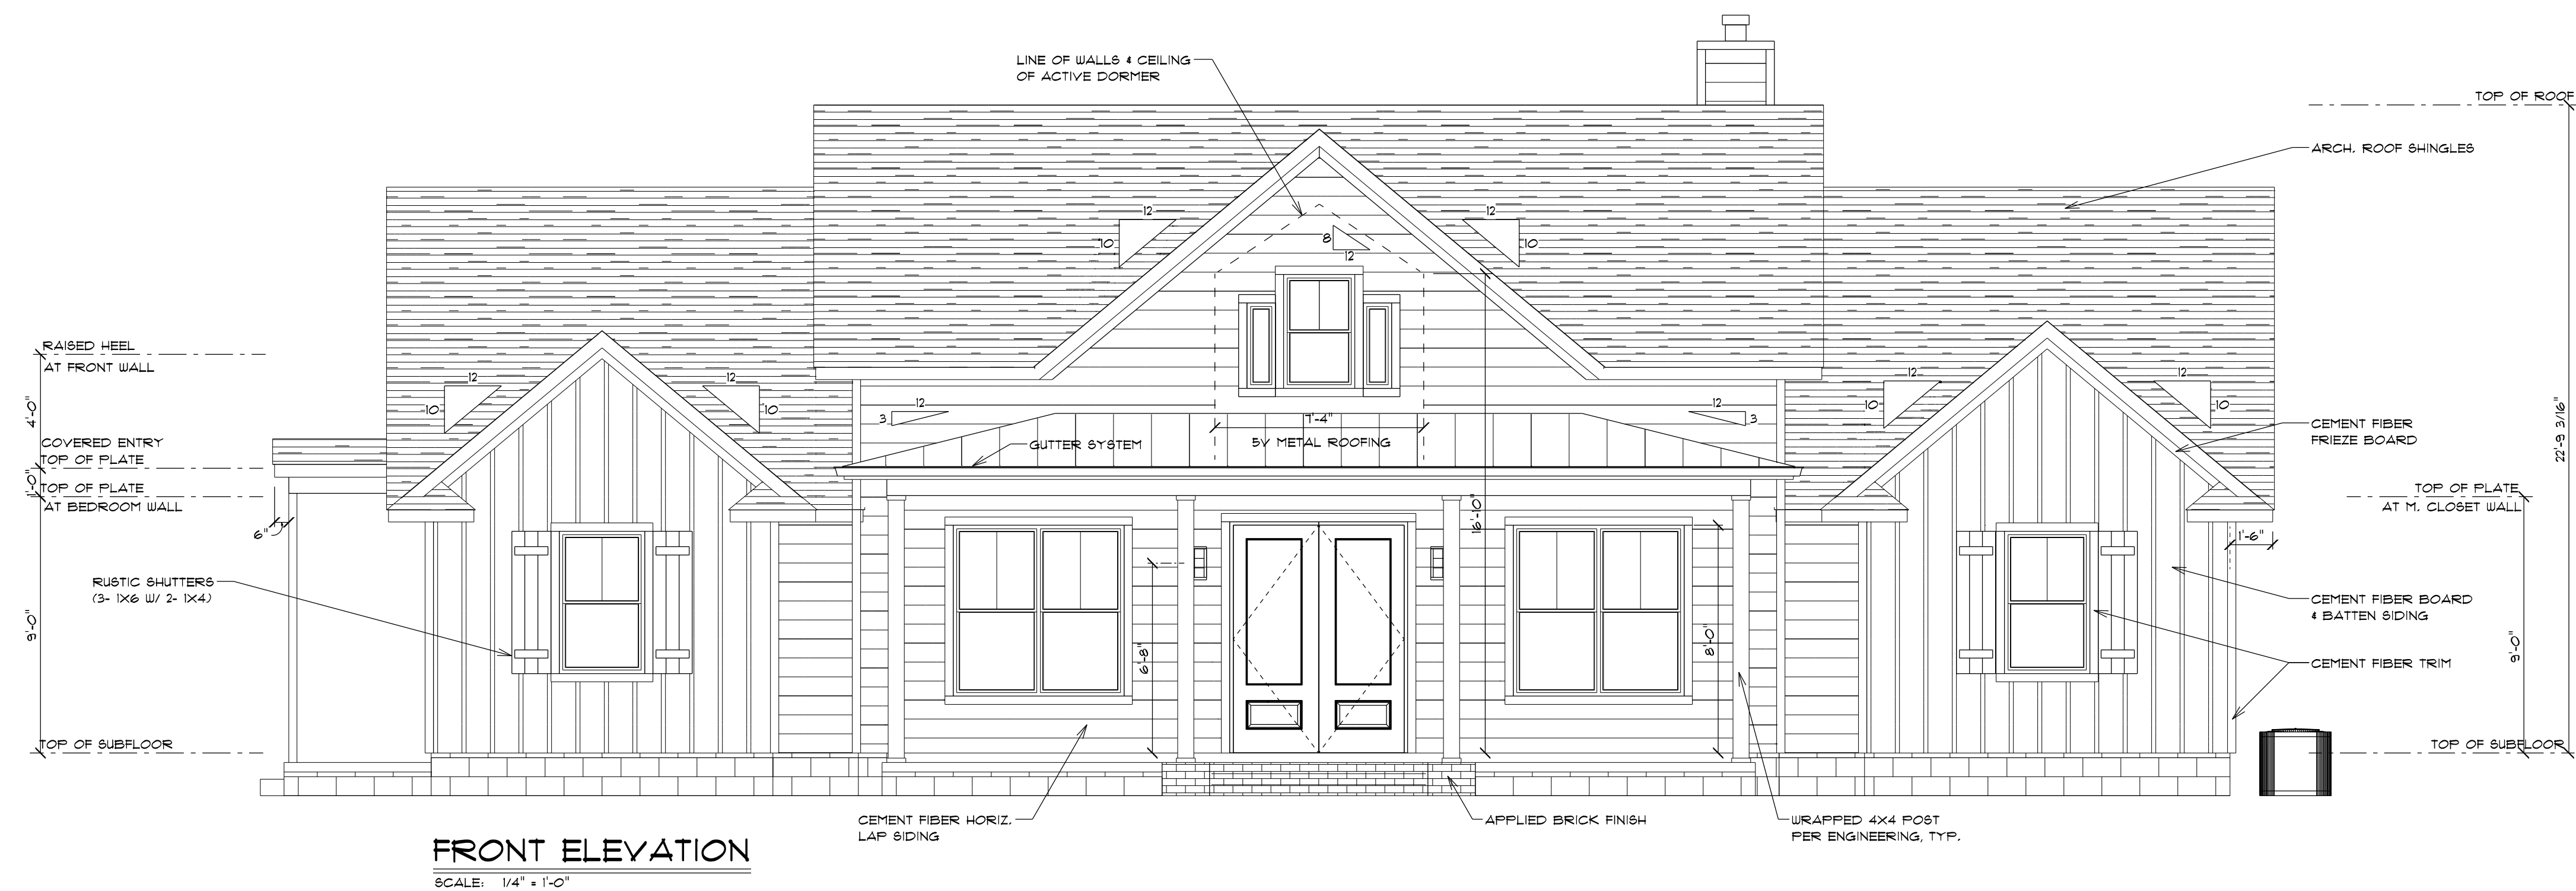 LINE OF WALLS & CEILING
OF ACTIVE DORMER
TOP OF ROOF
ARCH. ROOF SHINGLES
12
10
12
10
8
12
RAISED HEEL
AT FRONT WALL
4'-0"
COVERED ENTRY
TOP OF PLATE
1'-0"
TOP OF PLATE
AT BEDROOM WALL
6"
12
10
12
10
12
3
12
3
7'-4"
5V METAL ROOFING
GUTTER SYSTEM
12
10
12
10
CEMENT FIBER
FRIEZE BOARD
22'-9 3/16"
TOP OF PLATE
AT M. CLOSET WALL
1'-6"
16'-10"
RUSTIC SHUTTERS
(3- 1X6 W/ 2- 1X4)
9'-0"
6'-8"
8'-0"
CEMENT FIBER BOARD
& BATTEN SIDING
9'-0"
CEMENT FIBER TRIM
TOP OF SUBFLOOR
TOP OF SUBFLOOR
CEMENT FIBER HORIZ.
LAP SIDING
APPLIED BRICK FINISH
WRAPPED 4X4 POST
PER ENGINEERING, TYP.
FRONT ELEVATION
SCALE: 1/4" = 1'-0"